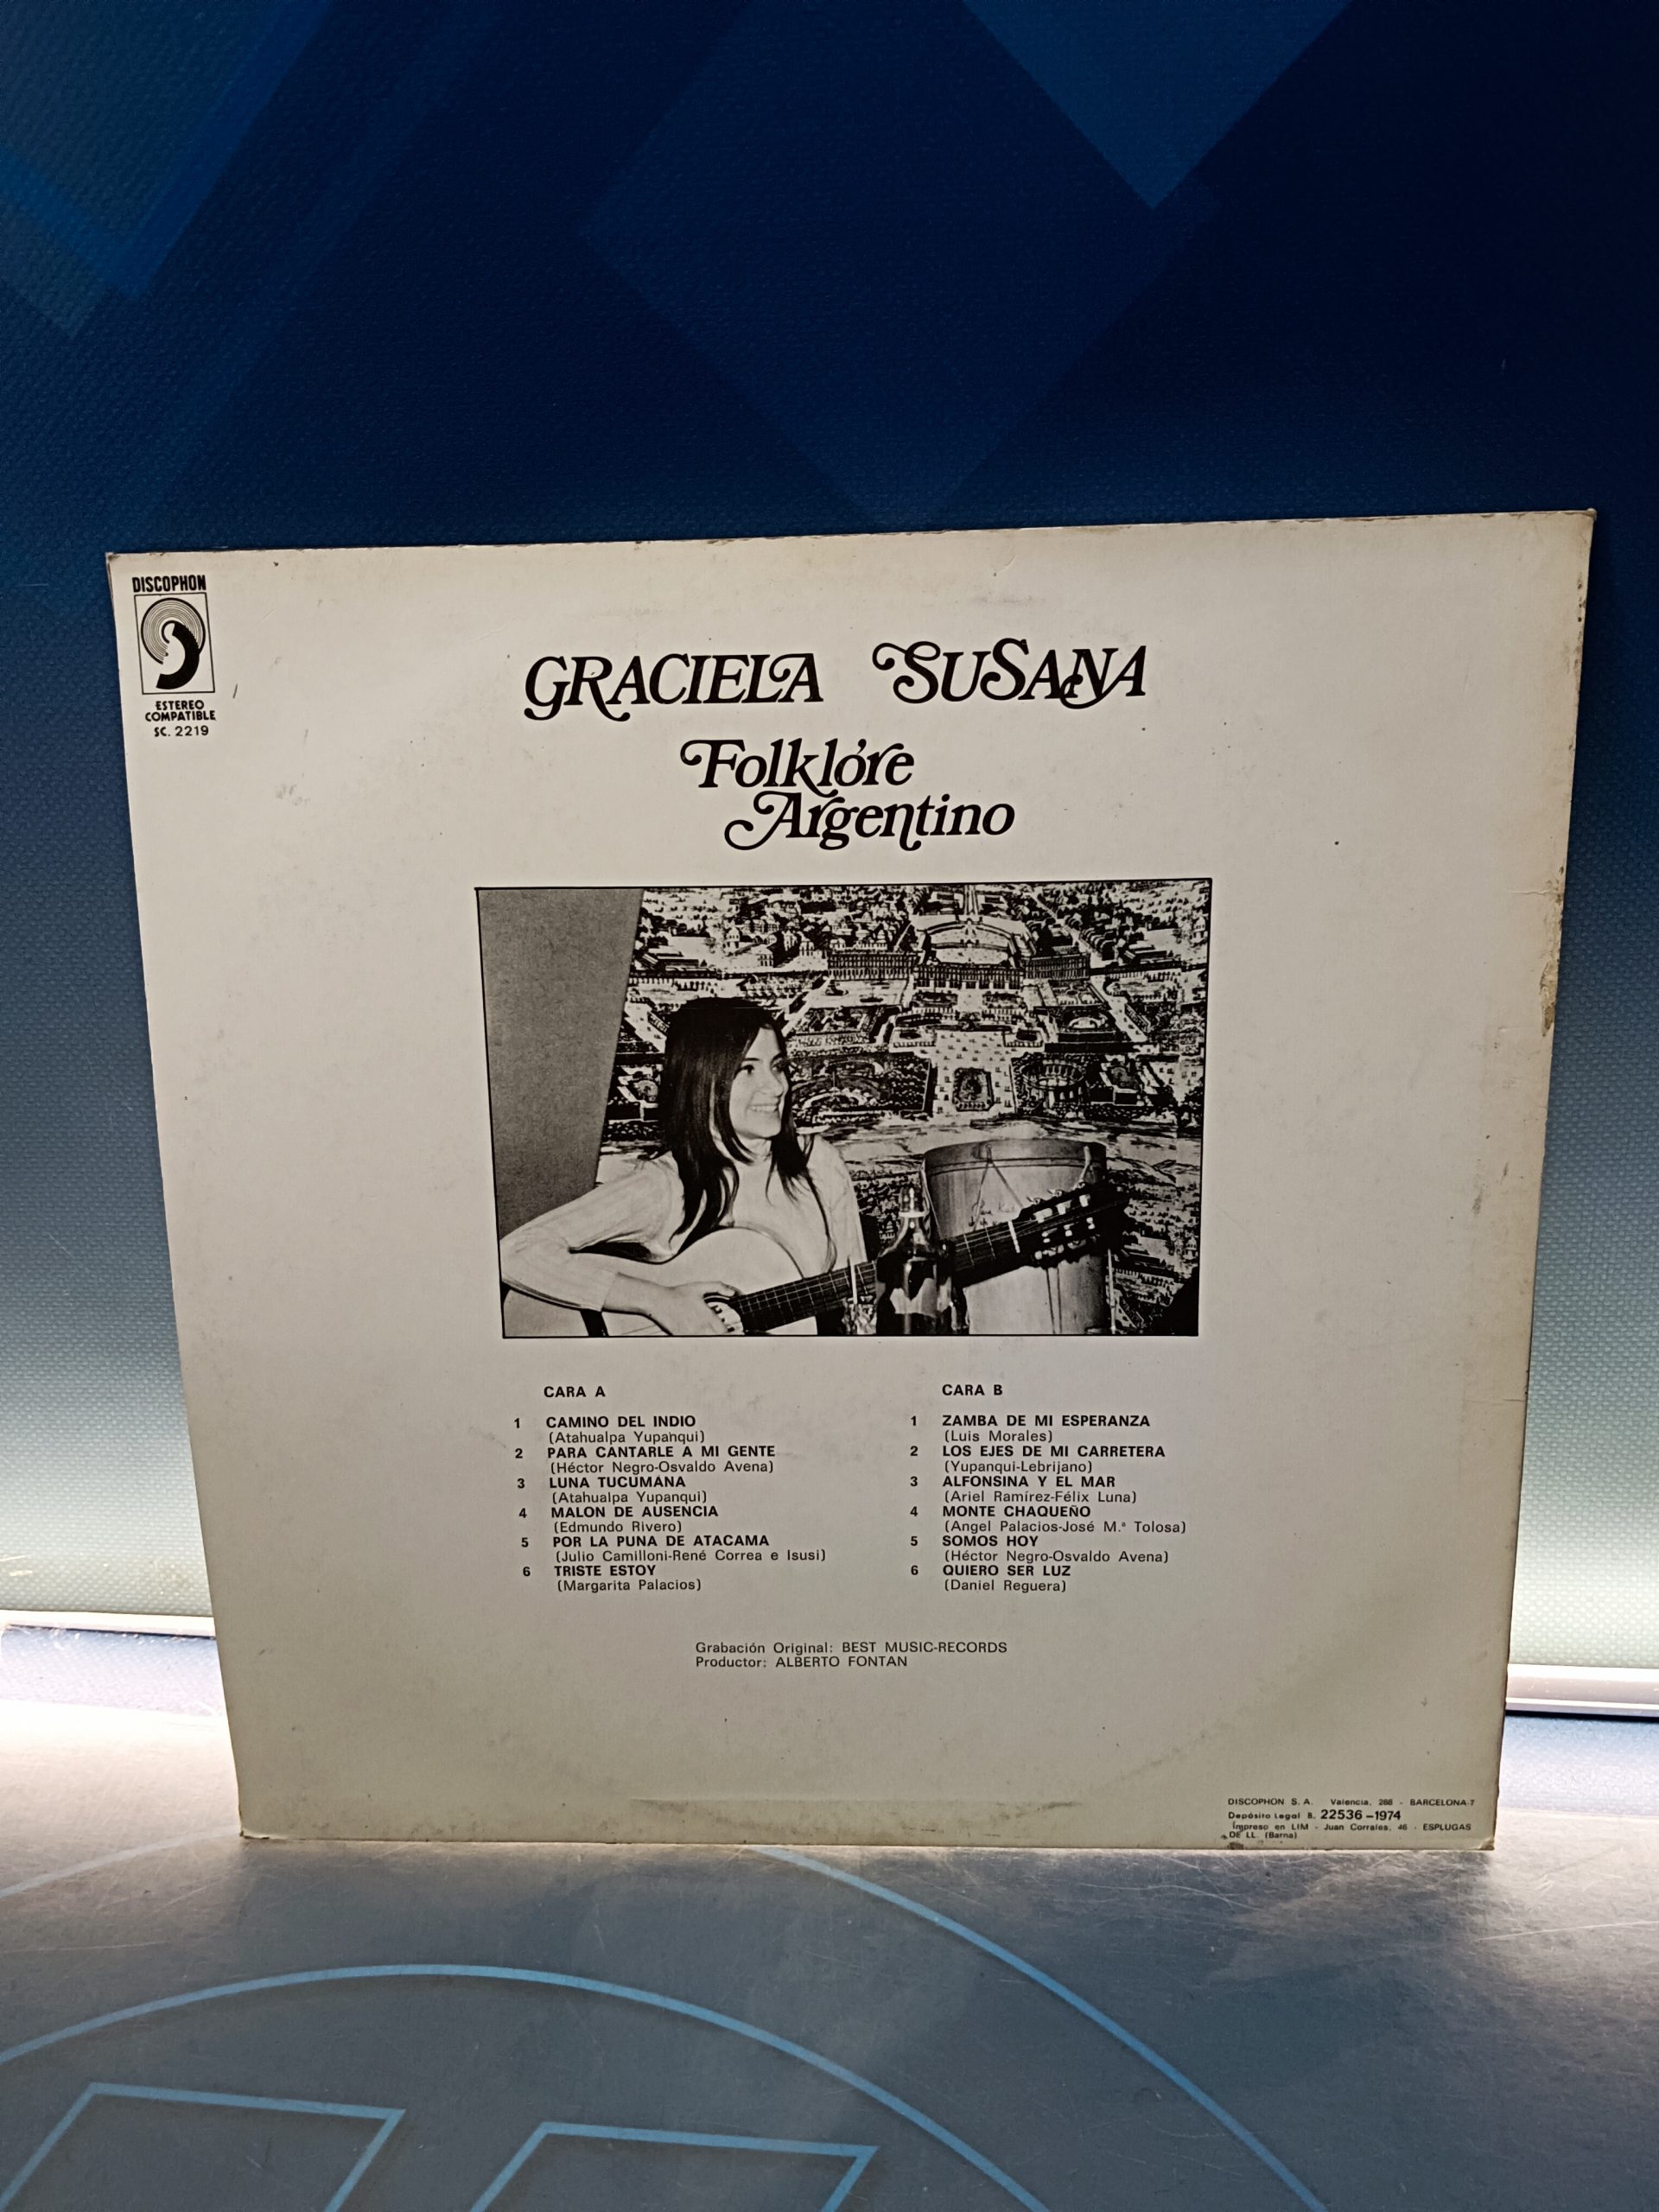 DISCOPHON
ESTEREO
COMPATIBLE
SC. 2219
GRACIELA SUSANA
Folklóre
Argentino
CARA A
1 CAMINO DEL INDIO
(Atahualpa Yupanqui)
2 PARA CANTARLE A MI GENTE
(Héctor Negro-Osvaldo Avena)
3 LUNA TUCUMANA
(Atahualpa Yupanqui)
4 MALON DE AUSENCIA
(Edmundo Rivero)
5 POR LA PUNA DE ATACAMA
(Julio Camilloni-René Correa e Isusi)
6 TRISTE ESTOY
(Margarita Palacios)
CARA B
1 ZAMBA DE MI ESPERANZA
(Luis Morales)
2 LOS EJES DE MI CARRETERA
(Yupanqui-Lebrijano)
3 ALFONSINA Y EL MAR
(Ariel Ramírez-Félix Luna)
4 MONTE CHAQUEÑO
(Angel Palacios-José M.ª Tolosa)
5 SOMOS HOY
(Héctor Negro-Osvaldo Avena)
6 QUIERO SER LUZ
(Daniel Reguera)
Grabación Original: BEST MUSIC-RECORDS
Productor: ALBERTO FONTAN
DISCOPHON S. A. Valencia, 288 - BARCELONA-7
Depósito Legal B. 22536-1974
Impreso en LIM - Juan Corrales, 46 - ESPLUGAS
DE LL. (Barna)